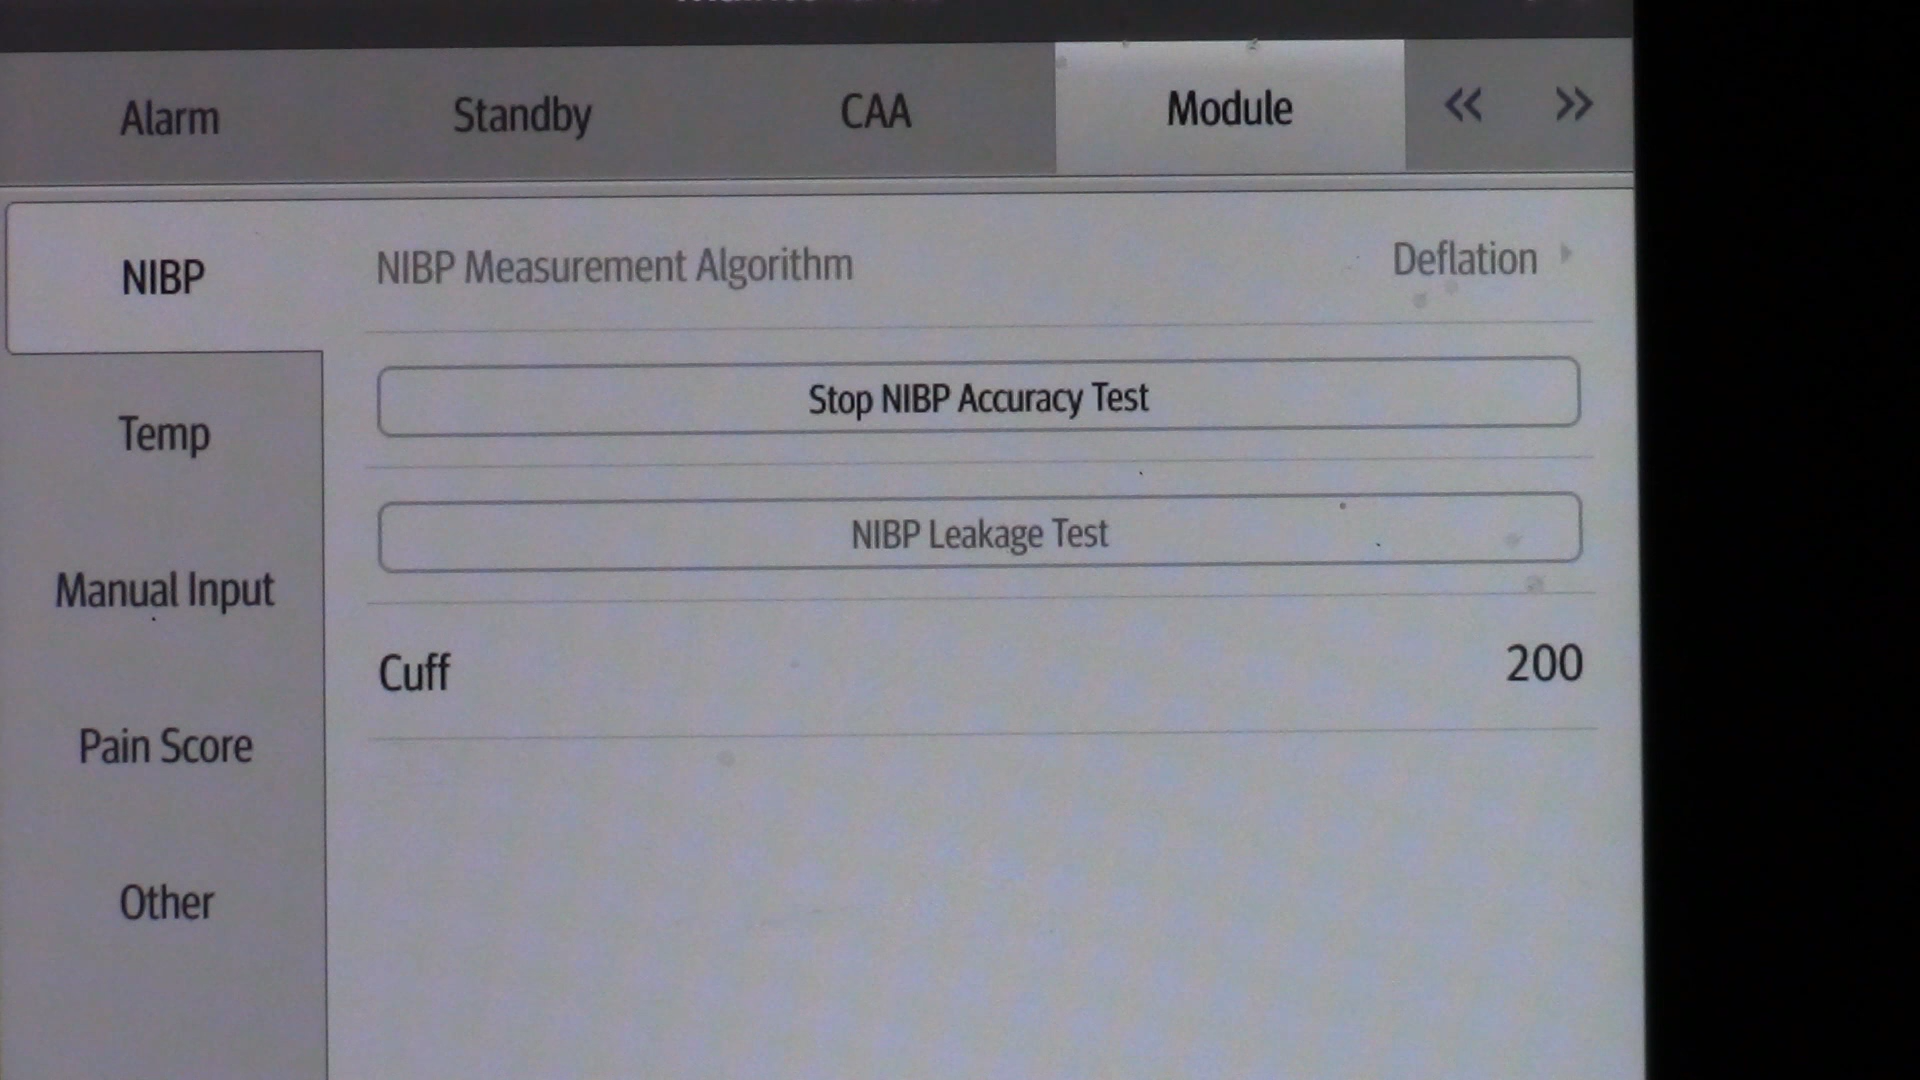 Alarm Standby CAA Module « »
NIBP
NIBP Measurement Algorithm Deflation
Stop NIBP Accuracy Test
Temp
NIBP Leakage Test
Manual Input
Cuff 200
Pain Score
Other